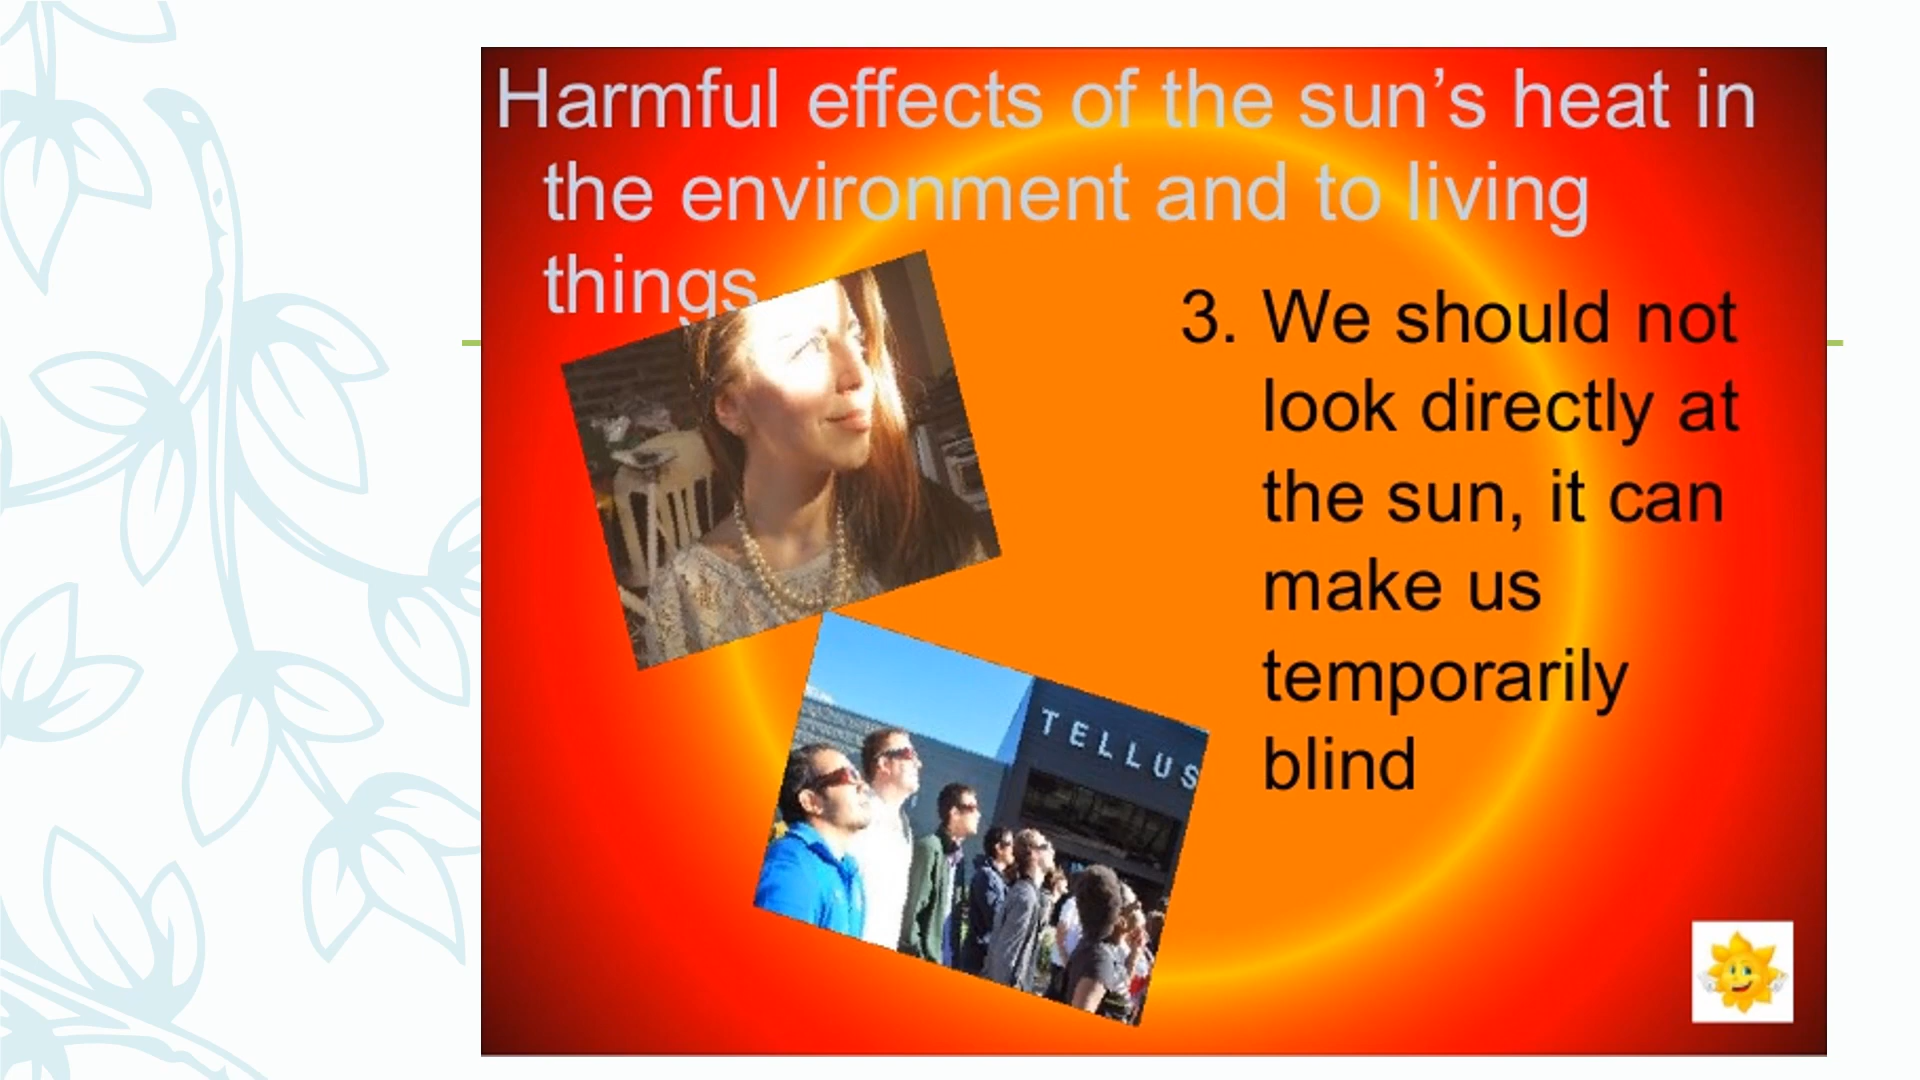 Harmful effects of the sun’s heat in
the environment and to living
things
3. We should not
look directly at
the sun, it can
make us
temporarily
blind
TELLUS